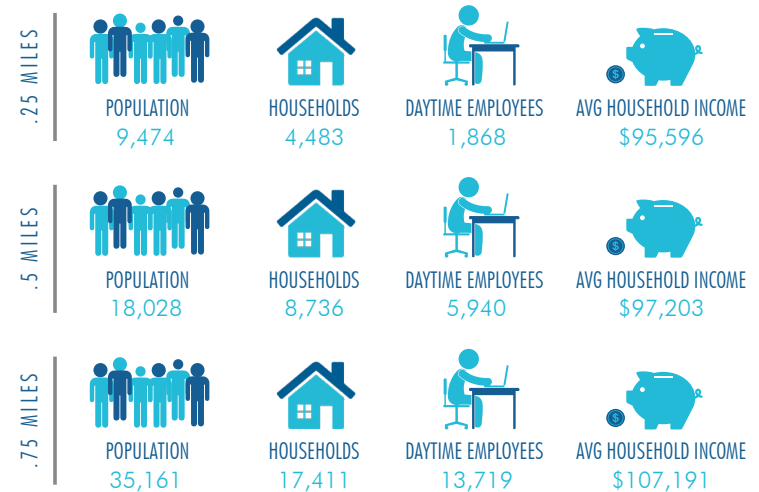 .25 MILES
POPULATION
9,474
HOUSEHOLDS
4,483
DAYTIME EMPLOYEES
1,868
$
AVG HOUSEHOLD INCOME
$95,596
.5 MILES
POPULATION
18,028
HOUSEHOLDS
8,736
DAYTIME EMPLOYEES
5,940
$
AVG HOUSEHOLD INCOME
$97,203
.75 MILES
POPULATION
35,161
HOUSEHOLDS
17,411
DAYTIME EMPLOYEES
13,719
$
AVG HOUSEHOLD INCOME
$107,191